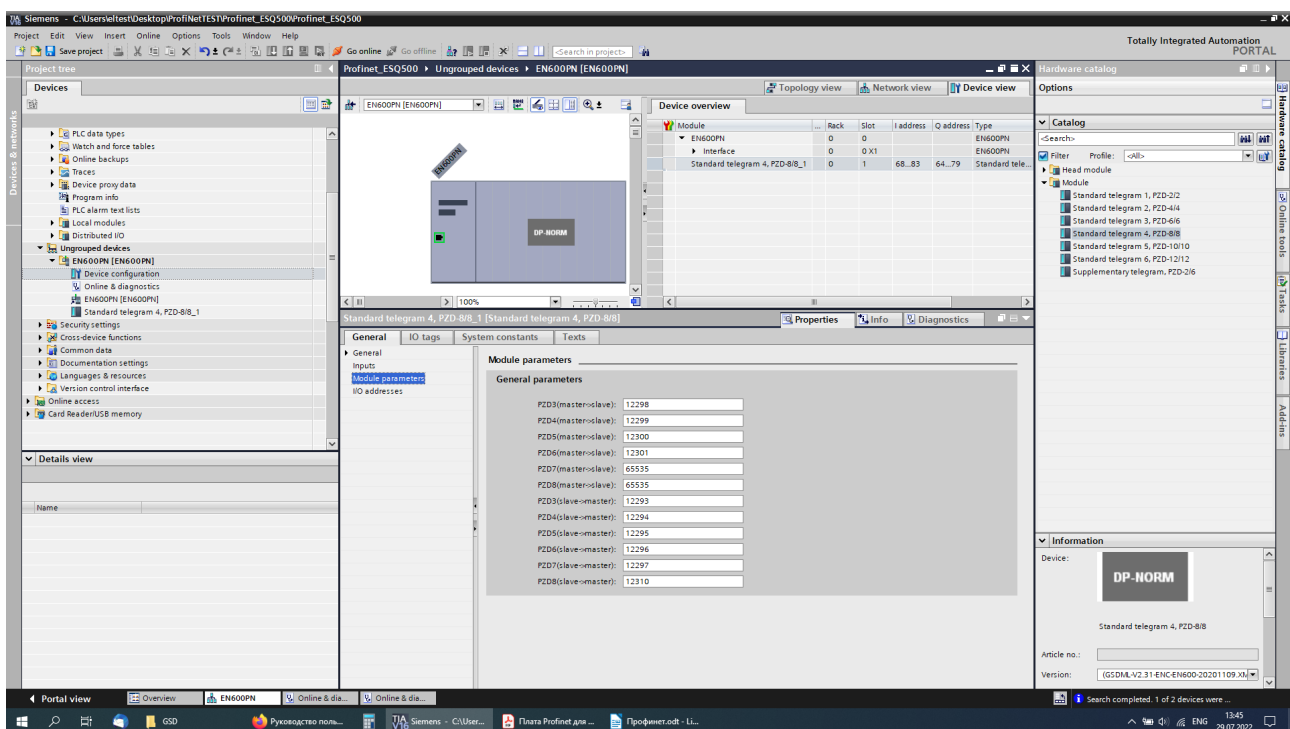 Siemens - C:\Users\eltest\Desktop\ProfiNetTEST\Profinet_ESQ500\Profinet_ESQ500
Project Edit View Insert Online Options Tools Window Help
Totally Integrated Automation
PORTAL
Save project
Go online
Go offline
<Search in project>
Project tree
Devices
Devices & networks
PLC data types
Watch and force tables
Online backups
Traces
Device proxy data
Program info
PLC alarm text lists
Local modules
Distributed I/O
Ungrouped devices
EN600PN [EN600PN]
Device configuration
Online & diagnostics
EN600PN [EN600PN]
Standard telegram 4, PZD-8/8_1
Security settings
Cross-device functions
Common data
Documentation settings
Languages & resources
Version control interface
Online access
Card Reader/USB memory
Details view
Name
Profinet_ESQ500 Ungrouped devices EN600PN [EN600PN]
Topology view Network view Device view
EN600PN [EN600PN]
EN600PN
DP-NORM
100%
Device overview
Module ... Rack Slot I address Q address Type
EN600PN 0 0 EN600PN
Interface 0 0 X1 EN600PN
Standard telegram 4, PZD-8/8_1 0 1 68...83 64...79 Standard tele...
Standard telegram 4, PZD-8/8_1 [Standard telegram 4, PZD-8/8]
Properties Info Diagnostics
General IO tags System constants Texts
General
Inputs
Module parameters
I/O addresses
Module parameters
General parameters
PZD3(master->slave): 12298
PZD4(master->slave): 12299
PZD5(master->slave): 12300
PZD6(master->slave): 12301
PZD7(master->slave): 65535
PZD8(master->slave): 65535
PZD3(slave->master): 12293
PZD4(slave->master): 12294
PZD5(slave->master): 12295
PZD6(slave->master): 12296
PZD7(slave->master): 12297
PZD8(slave->master): 12310
Hardware catalog
Options
Catalog
<Search>
Filter Profile: <All>
Head module
Module
Standard telegram 1, PZD-2/2
Standard telegram 2, PZD-4/4
Standard telegram 3, PZD-6/6
Standard telegram 4, PZD-8/8
Standard telegram 5, PZD-10/10
Standard telegram 6, PZD-12/12
Supplementary telegram, PZD-2/6
Information
Device:
DP-NORM
Standard telegram 4, PZD-8/8
Article no.:
Version: (GSDML-V2.31-ENC-EN600-20201109.XM
Hardware catalog
Online tools
Tasks
Libraries
Add-ins
Portal view Overview EN600PN Online & dia... Online & dia...
Search completed. 1 of 2 devices were ...
GSD
Руководство поль...
Siemens - C:\User...
Плата Profinet для ...
Профинет.odt - Li...
ENG
13:45
29.07.2022